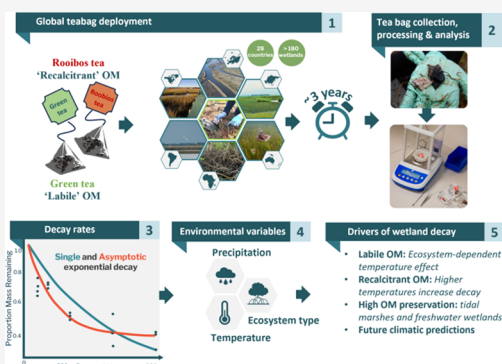 Global teabag deployment
1
Tea bag collection,
processing & analysis
2
Rooibos tea
'Recalcitrant' OM
Green
tea
Rooibos
tea
Green tea
'Labile' OM
28
countries
>180
wetlands
~3 years
Decay rates
3
Proportion Mass Remaining
1.0
0.4
0
Single and Asymptotic
exponential decay
Environmental variables
4
Precipitation
Ecosystem type
Temperature
Drivers of wetland decay
5
• Labile OM: Ecosystem-dependent
temperature effect
• Recalcitrant OM: Higher
temperatures increase decay
• High OM preservation: tidal
marshes and freshwater wetlands
• Future climatic predictions